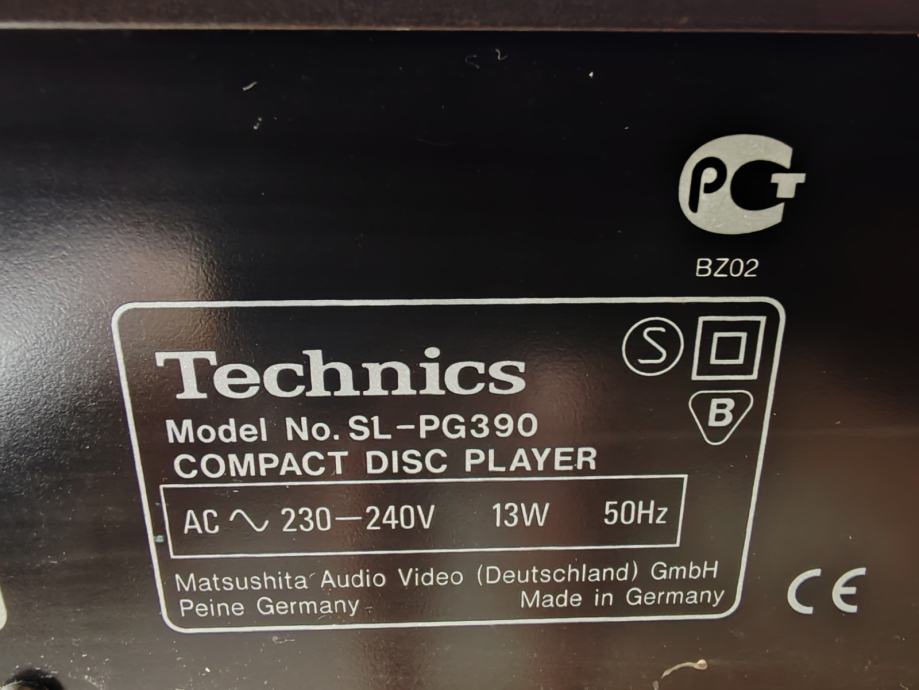 РСТ
BZ02
Technics
S
B
Model No. SL-PG390
COMPACT DISC PLAYER
AC ∿ 230—240V 13W 50Hz
Matsushita Audio Video (Deutschland) GmbH
Peine Germany Made in Germany
CE